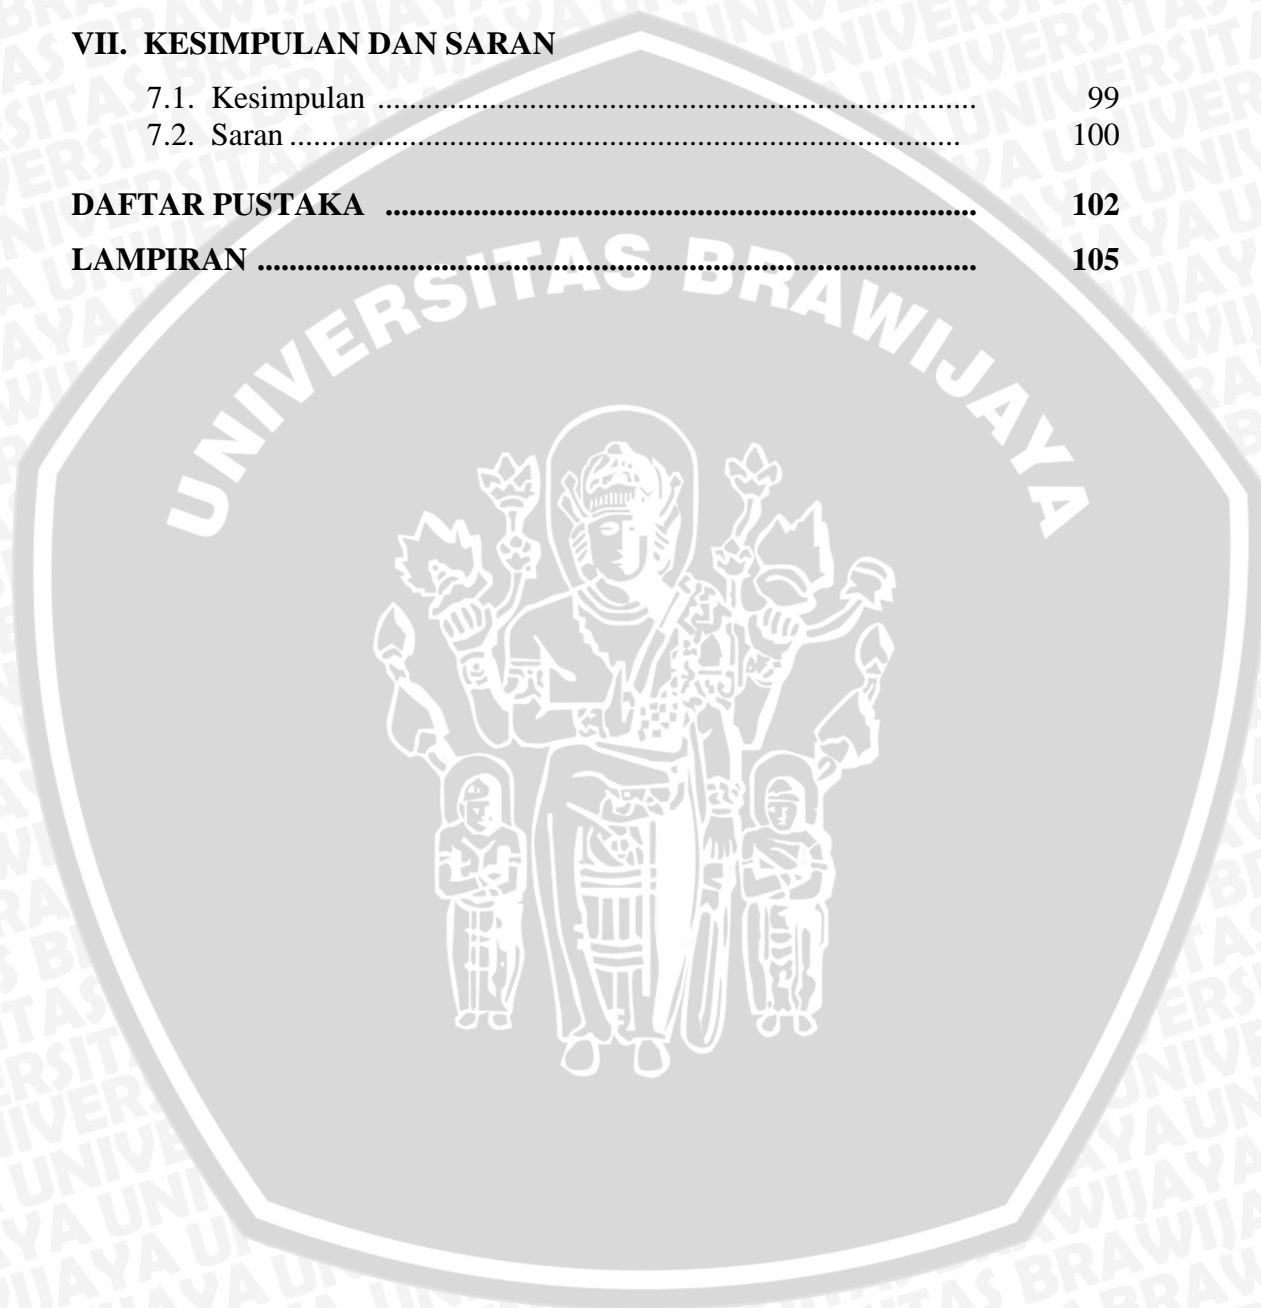 VII. KESIMPULAN DAN SARAN
7.1. Kesimpulan ........................................................................... 99
7.2. Saran .................................................................................... 100
DAFTAR PUSTAKA .......................................................................... 102
LAMPIRAN .......................................................................................... 105
UNIVERSITAS BRAWIJAYA